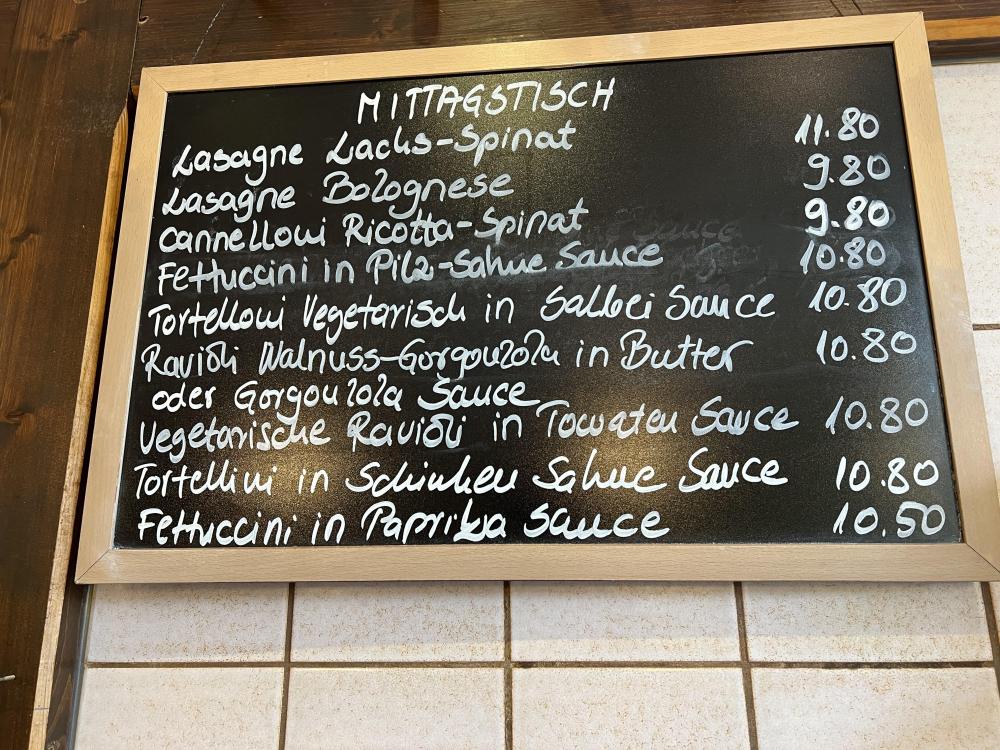 MITTAGSTISCH
Lasagne Lachs-Spinat 11.80
Lasagne Bolognese 9.80
Cannelloni Ricotta-Spinat 9.80
Fettuccini in Pilz-Sahne Sauce 10.80
Tortelloni Vegetarisch in Salbei Sauce 10.80
Ravioli Walnuss-Gorgonzola in Butter 10.80
oder Gorgonzola Sauce
Vegetarische Ravioli in Tomaten Sauce 10.80
Tortellini in Schinken Sahne Sauce 10.80
Fettuccini in Paprika Sauce 10.50